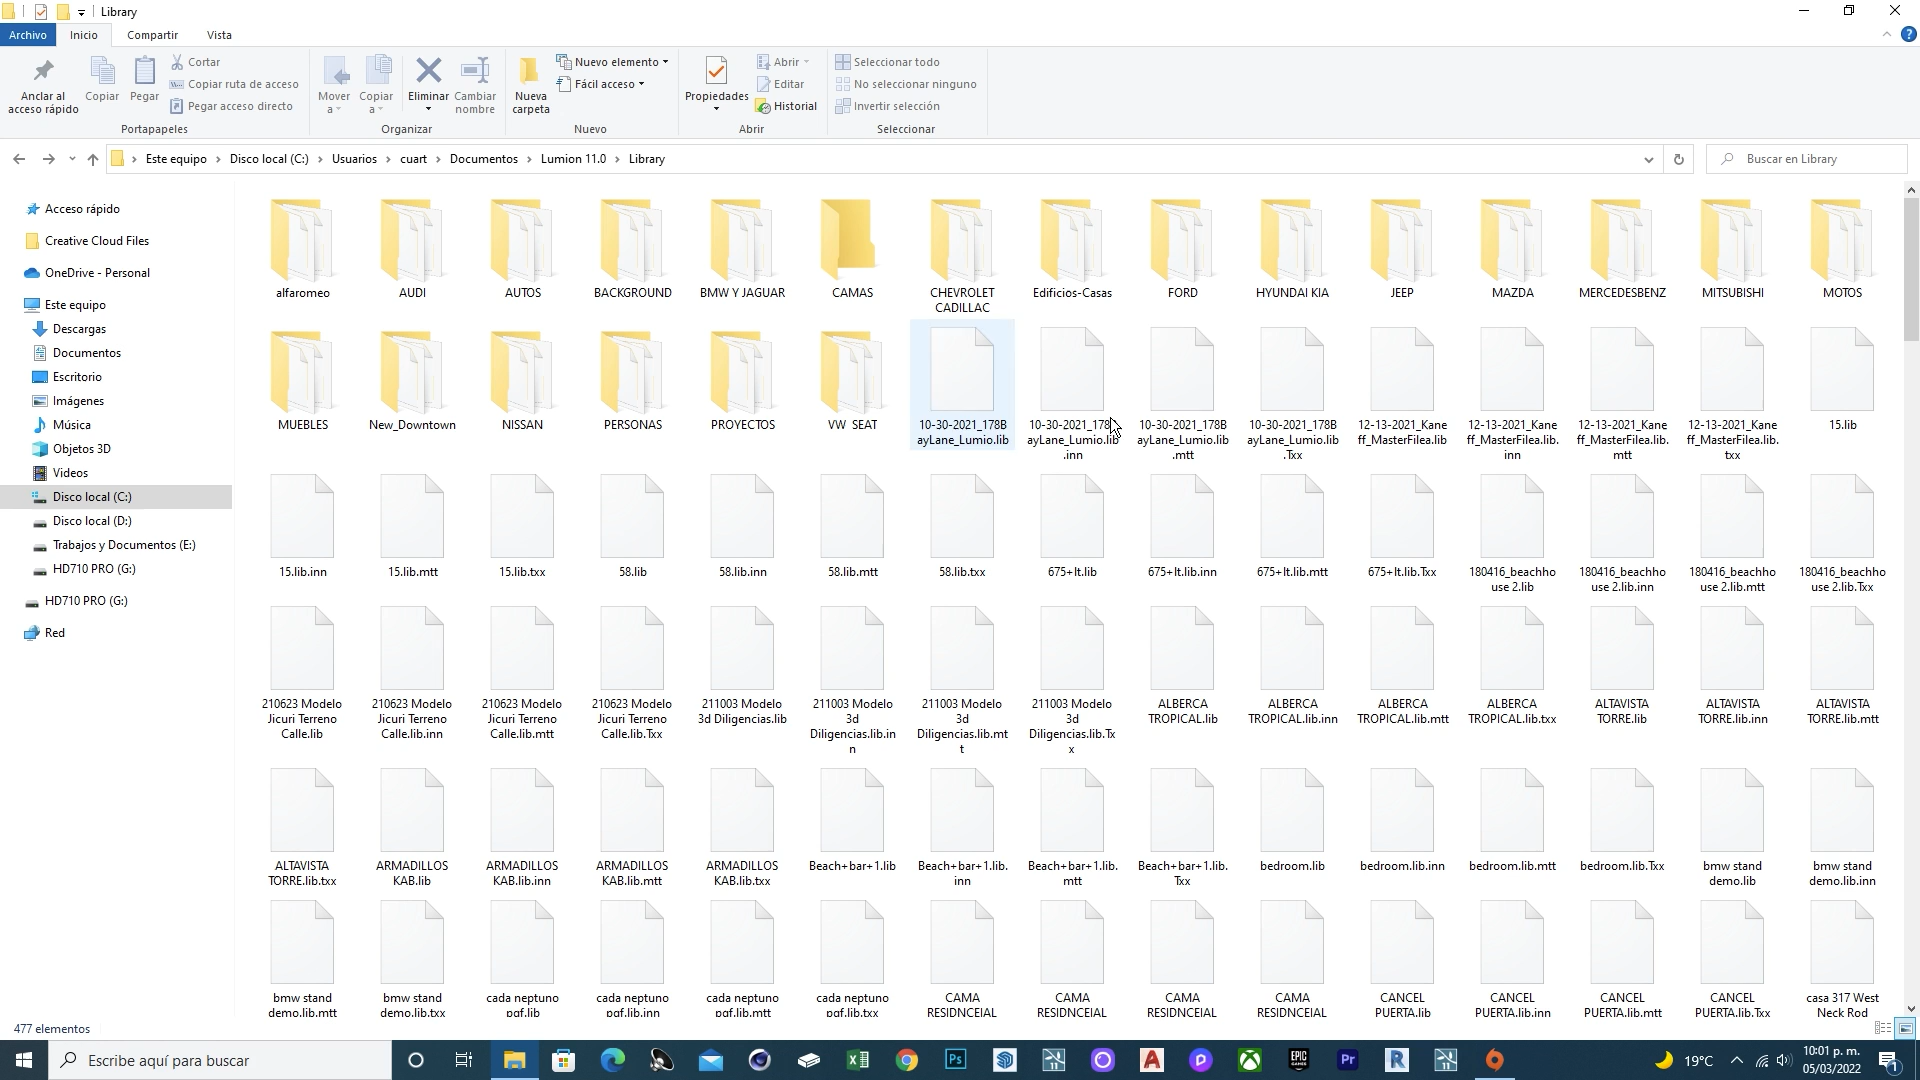 Library
Archivo
Inicio
Compartir
Vista
Anclar al
acceso rápido
Copiar
Pegar
Cortar
Copiar ruta de acceso
Pegar acceso directo
Portapapeles
Mover
a
Copiar
a
Eliminar
Cambiar
nombre
Organizar
Nueva
carpeta
Nuevo elemento
Fácil acceso
Nuevo
Propiedades
Abrir
Editar
Historial
Abrir
Seleccionar todo
No seleccionar ninguno
Invertir selección
Seleccionar
Este equipo › Disco local (C:) › Usuarios › cuart › Documentos › Lumion 11.0 › Library
Buscar en Library
Acceso rápido
Creative Cloud Files
OneDrive - Personal
Este equipo
Descargas
Documentos
Escritorio
Imágenes
Música
Objetos 3D
Videos
Disco local (C:)
Disco local (D:)
Trabajos y Documentos (E:)
HD710 PRO (G:)
HD710 PRO (G:)
Red
alfaromeo
AUDI
AUTOS
BACKGROUND
BMW Y JAGUAR
CAMAS
CHEVROLET
CADILLAC
Edificios-Casas
FORD
HYUNDAI KIA
JEEP
MAZDA
MERCEDESBENZ
MITSUBISHI
MOTOS
MUEBLES
New_Downtown
NISSAN
PERSONAS
PROYECTOS
VW SEAT
10-30-2021_178B
ayLane_Lumio.lib
10-30-2021_178
ayLane_Lumio.lib
.inn
10-30-2021_178B
ayLane_Lumio.lib
.mtt
10-30-2021_178B
ayLane_Lumio.lib
.Txx
12-13-2021_Kane
ff_MasterFilea.lib
12-13-2021_Kane
ff_MasterFilea.lib.
inn
12-13-2021_Kane
ff_MasterFilea.lib.
mtt
12-13-2021_Kane
ff_MasterFilea.lib.
txx
15.lib
15.lib.inn
15.lib.mtt
15.lib.txx
58.lib
58.lib.inn
58.lib.mtt
58.lib.txx
675+lt.lib
675+lt.lib.inn
675+lt.lib.mtt
675+lt.lib.Txx
180416_beachho
use 2.lib
180416_beachho
use 2.lib.inn
180416_beachho
use 2.lib.mtt
180416_beachho
use 2.lib.Txx
210623 Modelo
Jicuri Terreno
Calle.lib
210623 Modelo
Jicuri Terreno
Calle.lib.inn
210623 Modelo
Jicuri Terreno
Calle.lib.mtt
210623 Modelo
Jicuri Terreno
Calle.lib.Txx
211003 Modelo
3d Diligencias.lib
211003 Modelo
3d
Diligencias.lib.in
n
211003 Modelo
3d
Diligencias.lib.mt
t
211003 Modelo
3d
Diligencias.lib.Tx
x
ALBERCA
TROPICAL.lib
ALBERCA
TROPICAL.lib.inn
ALBERCA
TROPICAL.lib.mtt
ALBERCA
TROPICAL.lib.txx
ALTAVISTA
TORRE.lib
ALTAVISTA
TORRE.lib.inn
ALTAVISTA
TORRE.lib.mtt
ALTAVISTA
TORRE.lib.txx
ARMADILLOS
KAB.lib
ARMADILLOS
KAB.lib.inn
ARMADILLOS
KAB.lib.mtt
ARMADILLOS
KAB.lib.txx
Beach+bar+1.lib
Beach+bar+1.lib.
inn
Beach+bar+1.lib.
mtt
Beach+bar+1.lib.
Txx
bedroom.lib
bedroom.lib.inn
bedroom.lib.mtt
bedroom.lib.Txx
bmw stand
demo.lib
bmw stand
demo.lib.inn
bmw stand
demo.lib.mtt
bmw stand
demo.lib.txx
cada neptuno
pgf.lib
cada neptuno
pgf.lib.inn
cada neptuno
pgf.lib.mtt
cada neptuno
pgf.lib.txx
CAMA
RESIDNCEIAL
CAMA
RESIDNCEIAL
CAMA
RESIDNCEIAL
CAMA
RESIDNCEIAL
CANCEL
PUERTA.lib
CANCEL
PUERTA.lib.inn
CANCEL
PUERTA.lib.mtt
CANCEL
PUERTA.lib.Txx
casa 317 West
Neck Rod
477 elementos
Escribe aquí para buscar
19°C
10:01 p. m.
05/03/2022